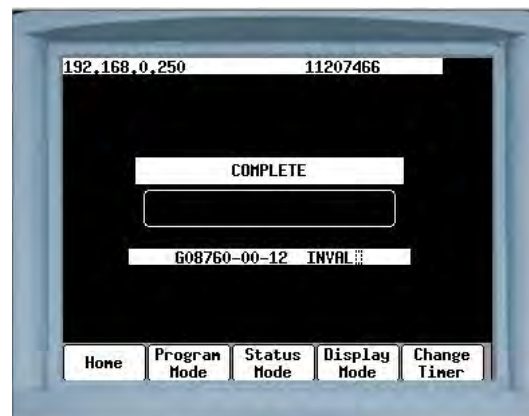 192.168.0.250 11207466
COMPLETE
G08760-00-12 INVAL
Home Program Mode Status Mode Display Mode Change Timer